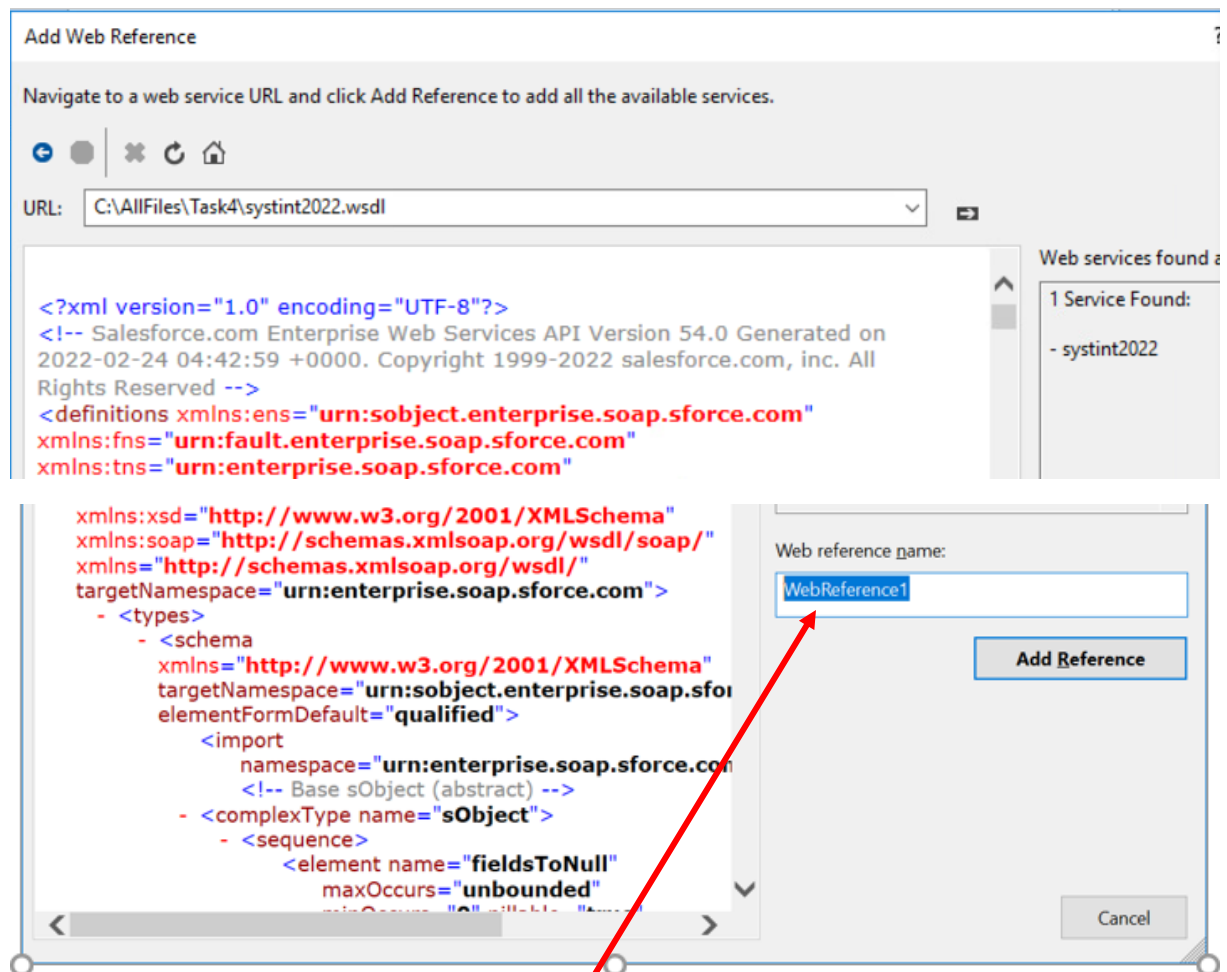 Add Web Reference
?
Navigate to a web service URL and click Add Reference to add all the available services.
URL: C:\AllFiles\Task4\systint2022.wsdl
Web services found a
1 Service Found:
- systint2022
<?xml version="1.0" encoding="UTF-8"?>
<!-- Salesforce.com Enterprise Web Services API Version 54.0 Generated on
2022-02-24 04:42:59 +0000. Copyright 1999-2022 salesforce.com, inc. All
Rights Reserved -->
<definitions xmlns:ens="urn:sobject.enterprise.soap.sforce.com"
xmlns:fns="urn:fault.enterprise.soap.sforce.com"
xmlns:tns="urn:enterprise.soap.sforce.com"
xmlns:xsd="http://www.w3.org/2001/XMLSchema"
xmlns:soap="http://schemas.xmlsoap.org/wsdl/soap/"
xmlns="http://schemas.xmlsoap.org/wsdl/"
targetNamespace="urn:enterprise.soap.sforce.com">
- <types>
- <schema
xmlns="http://www.w3.org/2001/XMLSchema"
targetNamespace="urn:sobject.enterprise.soap.sfor
elementFormDefault="qualified">
<import
namespace="urn:enterprise.soap.sforce.com
<!-- Base sObject (abstract) -->
- <complexType name="sObject">
- <sequence>
<element name="fieldsToNull"
maxOccurs="unbounded"
Web reference name:
WebReference1
Add Reference
Cancel